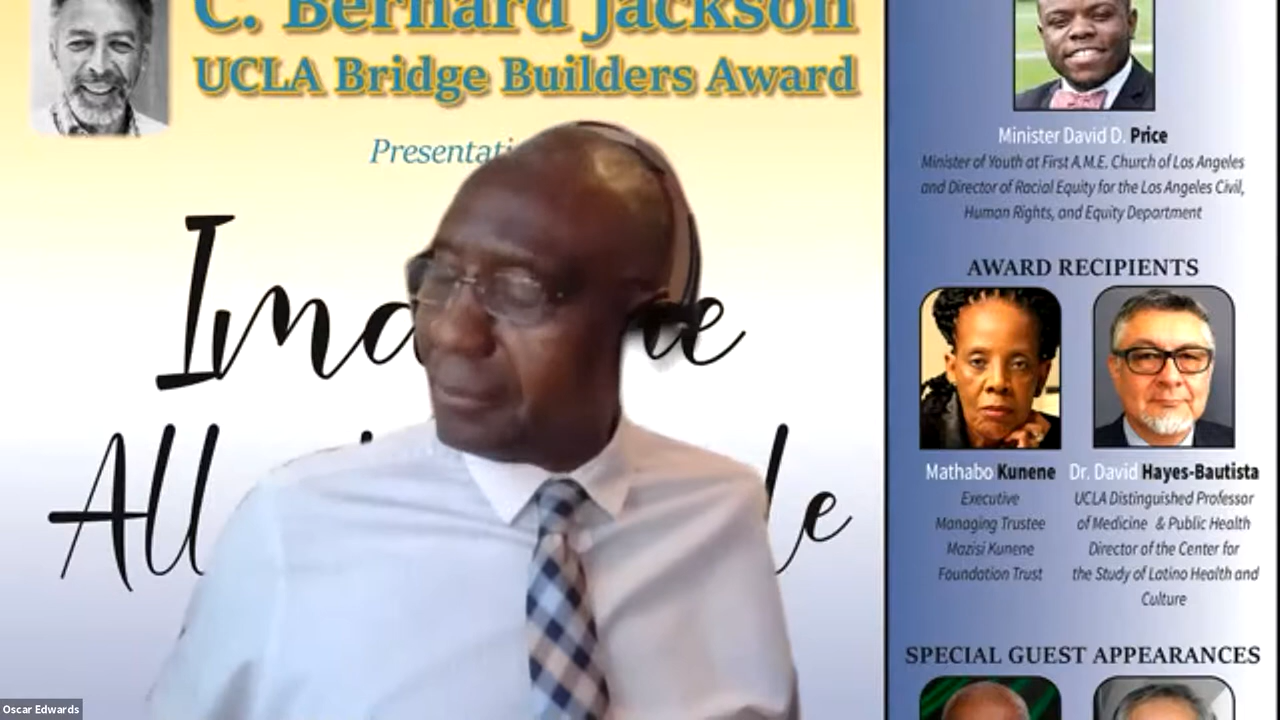 C. Bernard Jackson
UCLA Bridge Builders Award
Ima
e
All
le
Minister David D. Price
Minister of Youth at First A.M.E. Church of Los Angeles
and Director of Racial Equity for the Los Angeles Civil,
Human Rights, and Equity Department
AWARD RECIPIENTS
Mathabo Kunene
Executive
Managing Trustee
Mazisi Kunene
Foundation Trust
Dr. David Hayes-Bautista
UCLA Distinguished Professor
of Medicine & Public Health
Director of the Center for
the Study of Latino Health and
Culture
SPECIAL GUEST APPEARANCES
Oscar Edwards